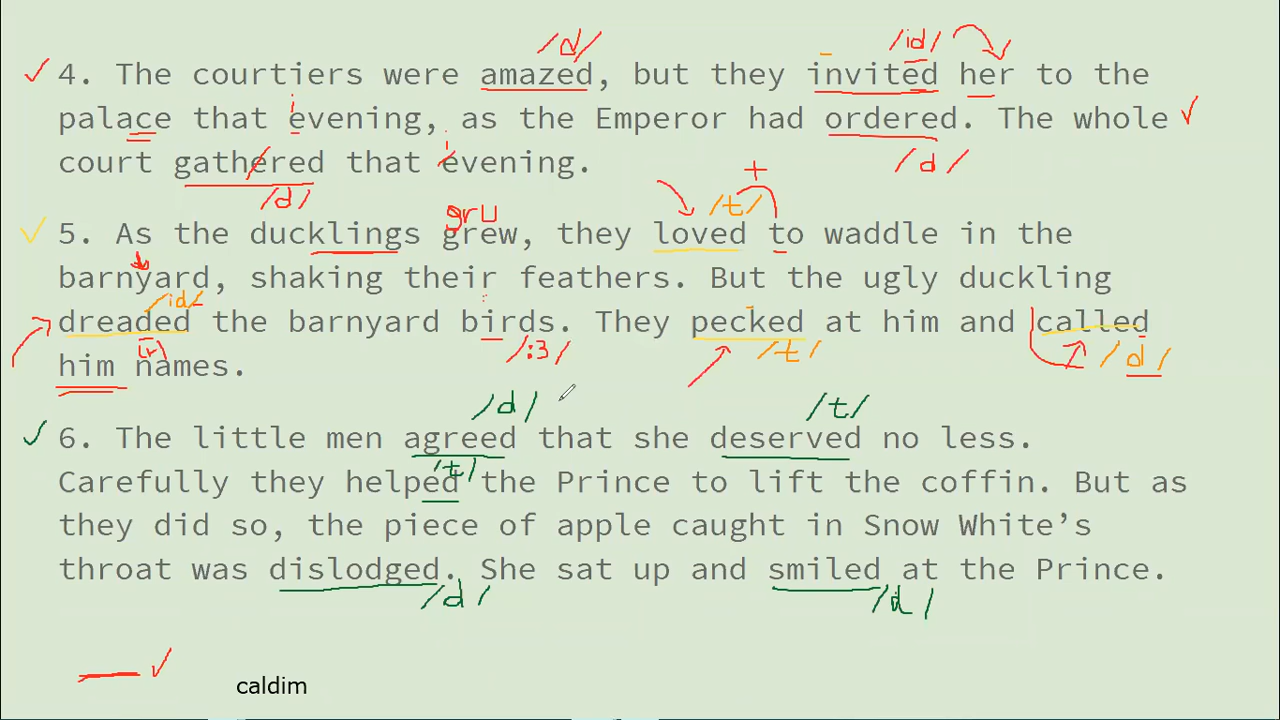 /d/ /id/
✓ 4. The courtiers were amazed, but they invited her to the
i
palace that evening, as the Emperor had ordered. The whole ✓
i
court gathered that evening. /d/
/d/ gru /t/ +
✓ 5. As the ducklings grew, they loved to waddle in the
barnyard, shaking their feathers. But the ugly duckling
/id/
dreaded the barnyard birds. They pecked at him and called
/:3/ /t/ /d/
him names.
/d/ /t/
✓ 6. The little men agreed that she deserved no less.
/t/
Carefully they helped the Prince to lift the coffin. But as
they did so, the piece of apple caught in Snow White’s
throat was dislodged. She sat up and smiled at the Prince.
/d/ /d/
✓
caldim